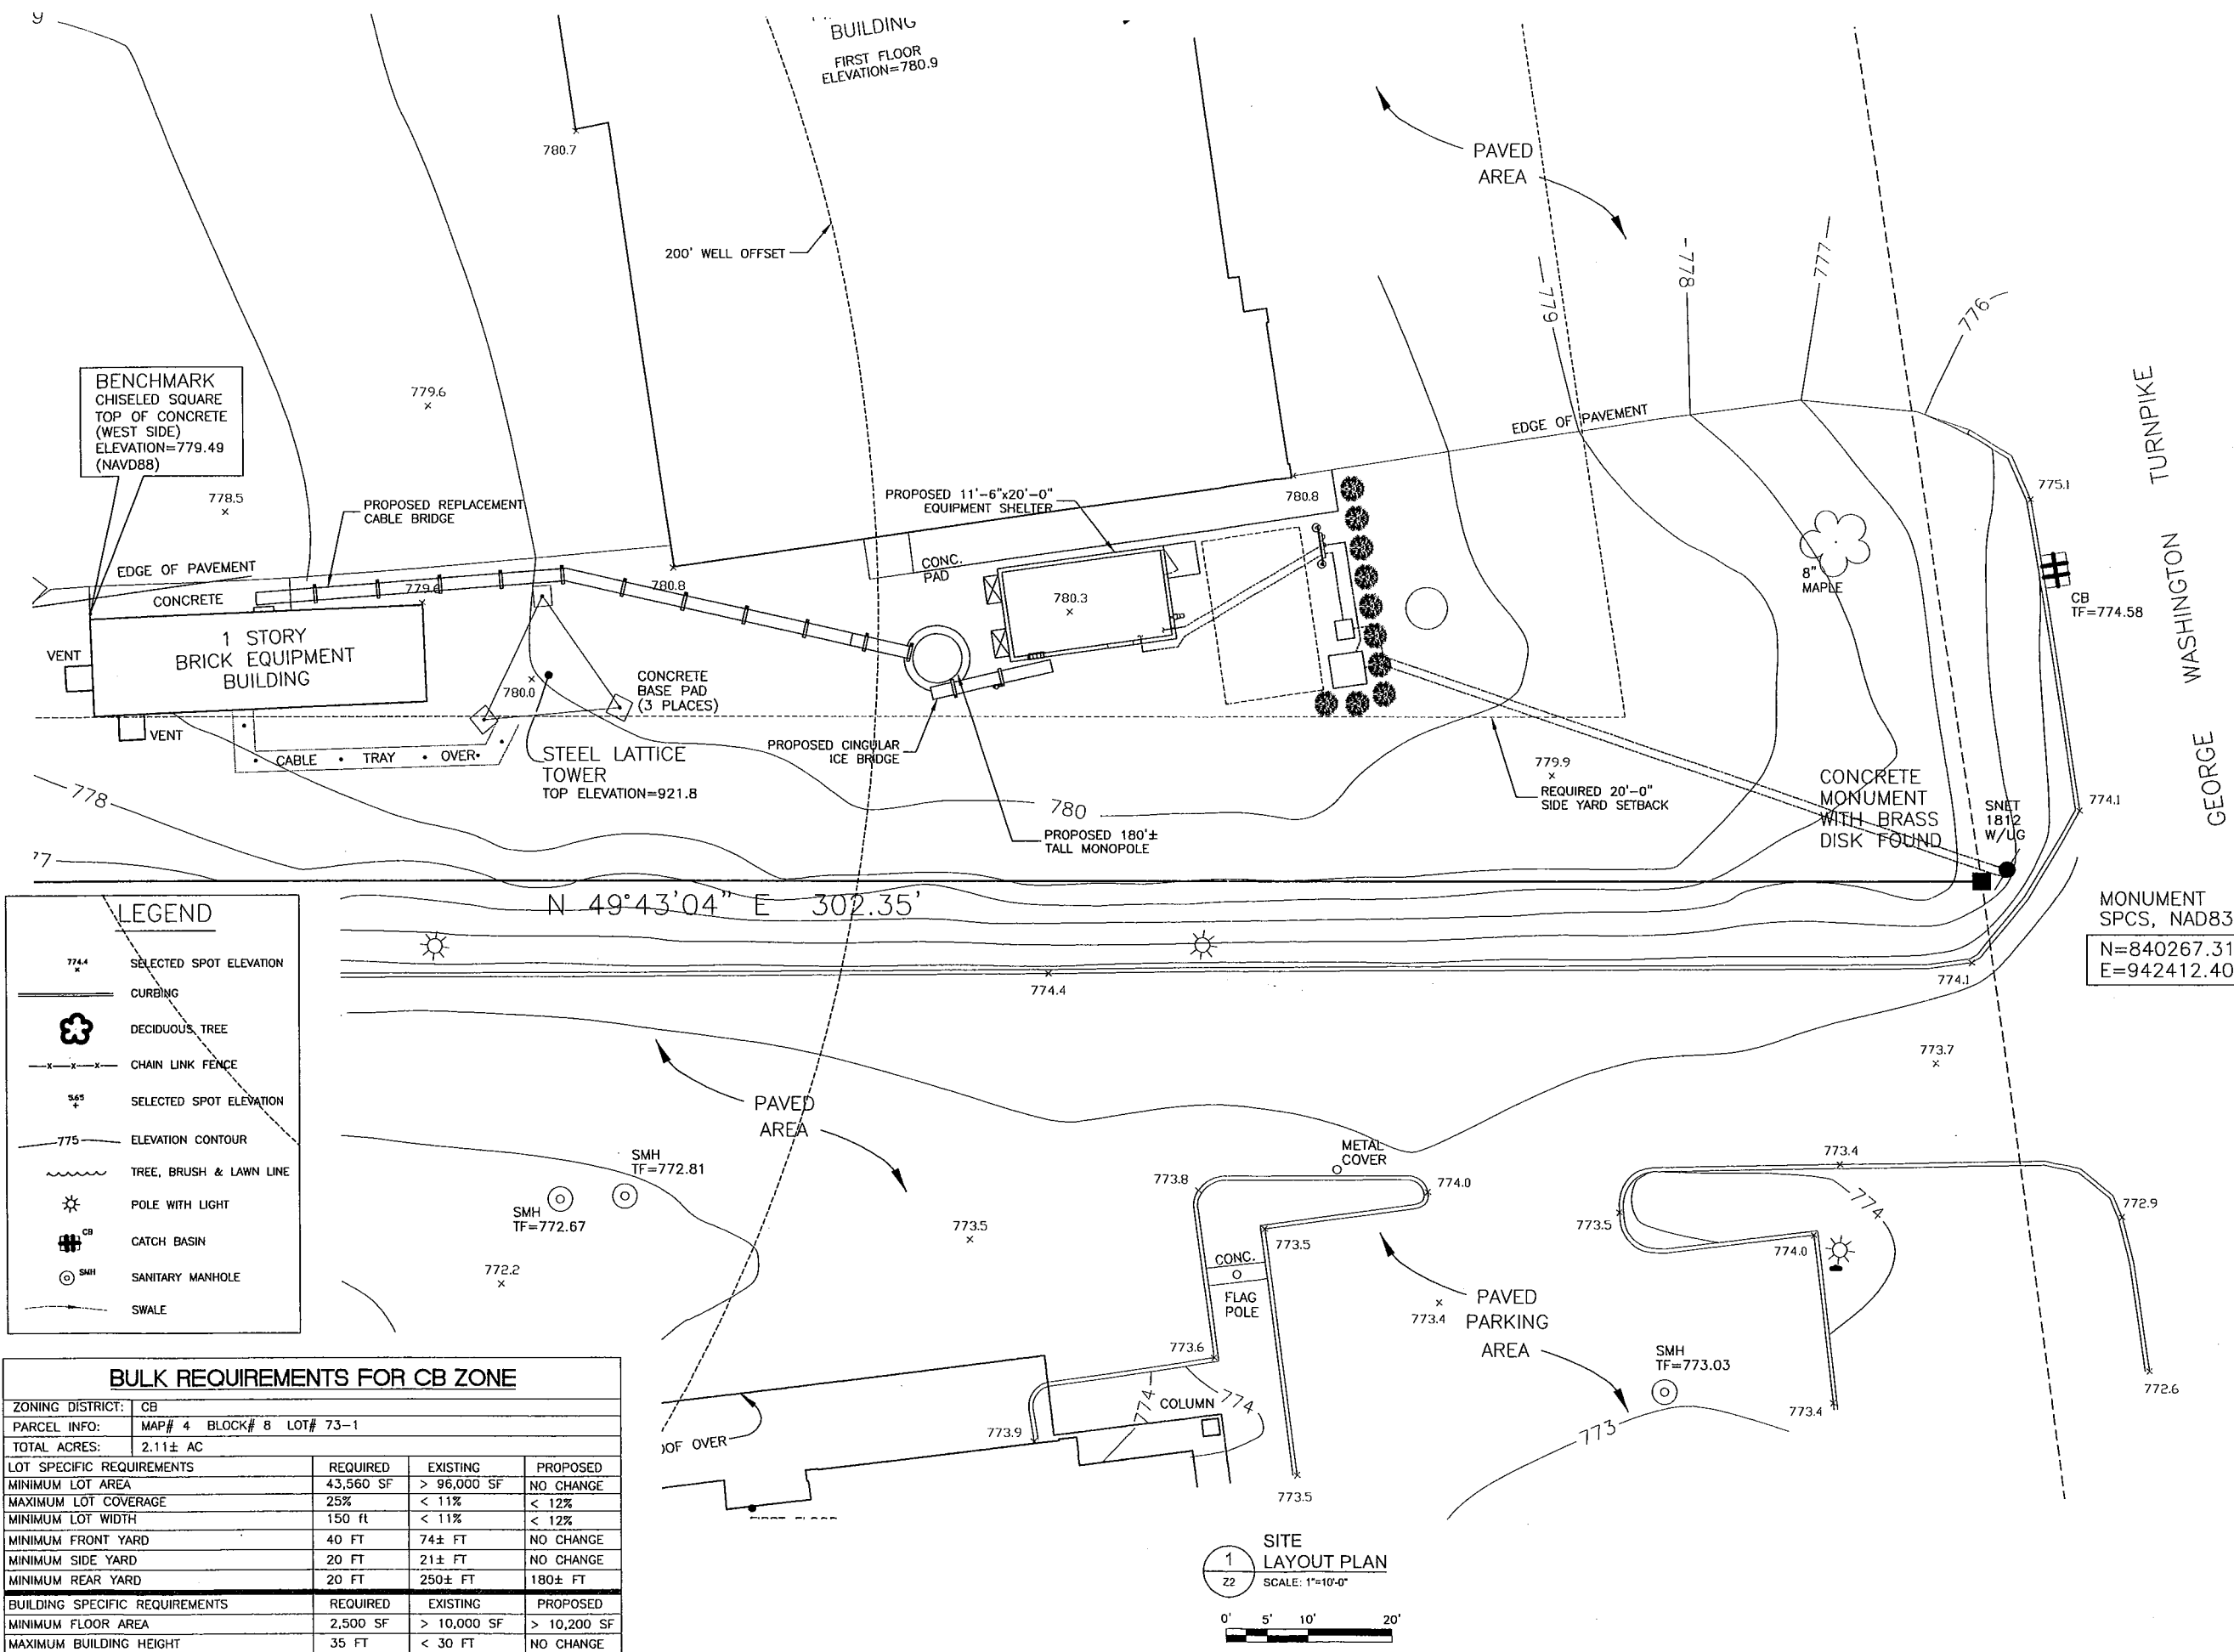 BUILDING
FIRST FLOOR
ELEVATION=780.9
780.7
PAVED
AREA
200' WELL OFFSET
779
778
777
776
BENCHMARK
CHISELED SQUARE
TOP OF CONCRETE
(WEST SIDE)
ELEVATION=779.49
(NAVD88)
779.6
778.5
PROPOSED REPLACEMENT
CABLE BRIDGE
PROPOSED 11'-6"x20'-0"
EQUIPMENT SHELTER
780.8
EDGE OF PAVEMENT
775.1
GEORGE WASHINGTON TURNPIKE
EDGE OF PAVEMENT
CONCRETE
779.6
780.8
CONC.
PAD
780.3
8"
MAPLE
CB
TF=774.58
1 STORY
BRICK EQUIPMENT
BUILDING
VENT
VENT
780.0
CONCRETE
BASE PAD
(3 PLACES)
CABLE TRAY OVER
STEEL LATTICE
TOWER
TOP ELEVATION=921.8
PROPOSED CINGULAR
ICE BRIDGE
PROPOSED 180'±
TALL MONOPOLE
779.9
REQUIRED 20'-0"
SIDE YARD SETBACK
CONCRETE
MONUMENT
WITH BRASS
DISK FOUND
SNET
1812
W/UG
774.1
778
780
77
N 49°43'04" E 302.35'
MONUMENT
SPCS, NAD83
N=840267.31
E=942412.40
LEGEND
774.4
SELECTED SPOT ELEVATION
CURBING
DECIDUOUS TREE
x x x CHAIN LINK FENCE
565
SELECTED SPOT ELEVATION
775 ELEVATION CONTOUR
TREE, BRUSH & LAWN LINE
POLE WITH LIGHT
CB
CATCH BASIN
SMH
SANITARY MANHOLE
SWALE
774.4
774.1
773.7
PAVED
AREA
SMH
TF=772.81
SMH
TF=772.67
772.2
773.5
METAL
COVER
773.8
774.0
773.5
CONC.
FLAG
POLE
773.4
PAVED
PARKING
AREA
773.4
773.5
774
774.0
772.9
SMH
TF=773.03
773.4
772.6
773
773.6
774
774
COLUMN
773.9
OOF OVER
773.5
BULK REQUIREMENTS FOR CB ZONE
ZONING DISTRICT: CB
PARCEL INFO: MAP# 4 BLOCK# 8 LOT# 73-1
TOTAL ACRES: 2.11± AC
LOT SPECIFIC REQUIREMENTS REQUIRED EXISTING PROPOSED
MINIMUM LOT AREA 43,560 SF > 96,000 SF NO CHANGE
MAXIMUM LOT COVERAGE 25% < 11% < 12%
MINIMUM LOT WIDTH 150 ft < 11% < 12%
MINIMUM FRONT YARD 40 FT 74± FT NO CHANGE
MINIMUM SIDE YARD 20 FT 21± FT NO CHANGE
MINIMUM REAR YARD 20 FT 250± FT 180± FT
BUILDING SPECIFIC REQUIREMENTS REQUIRED EXISTING PROPOSED
MINIMUM FLOOR AREA 2,500 SF > 10,000 SF > 10,200 SF
MAXIMUM BUILDING HEIGHT 35 FT < 30 FT NO CHANGE
1
Z2
SITE
LAYOUT PLAN
SCALE: 1"=10'-0"
0' 5' 10' 20'